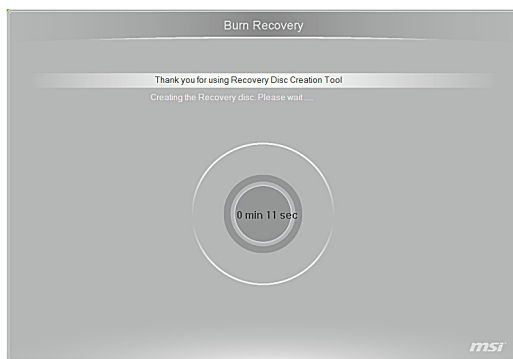 Burn Recovery
Thank you for using Recovery Disc Creation Tool
Creating the Recovery disc. Please wait.....
0 min 11 sec
msi